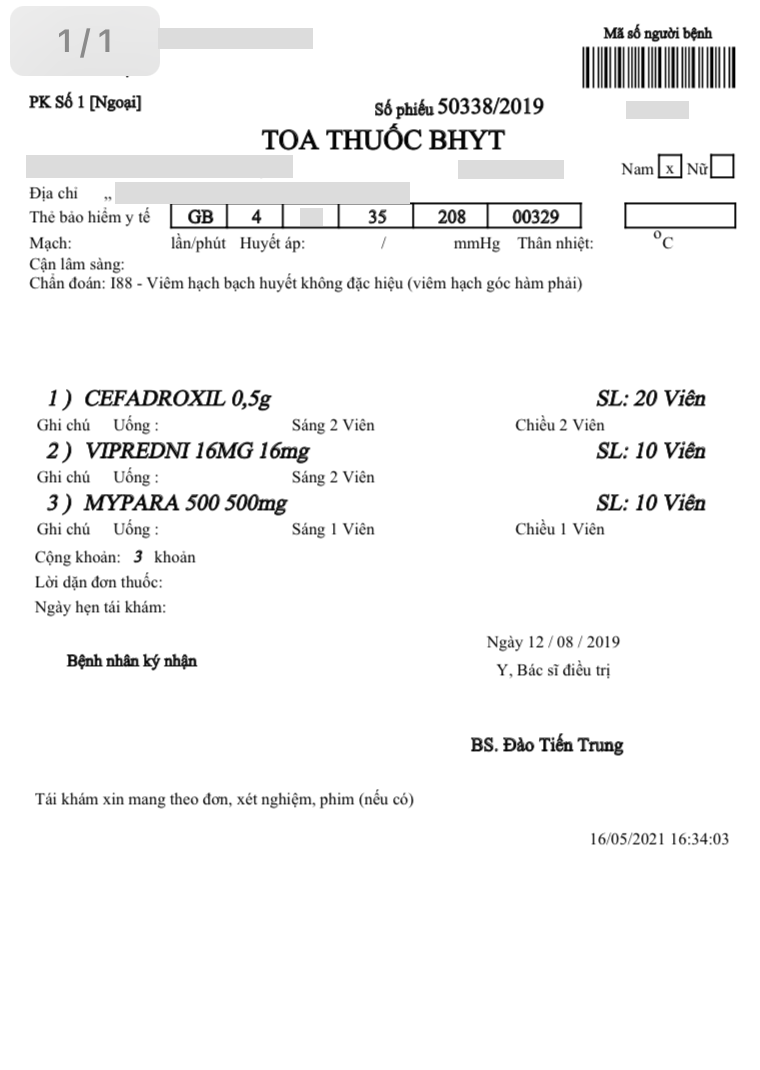 1/1
Mã số người bệnh
PK Số 1 [Ngoại]
Số phiếu 50338/2019
TOA THUỐC BHYT
Nam x Nữ
Địa chỉ ,,
Thẻ bảo hiểm y tế GB 4 35 208 00329
Mạch: lần/phút Huyết áp: / mmHg Thân nhiệt: °C
Cận lâm sàng:
Chẩn đoán: I88 - Viêm hạch bạch huyết không đặc hiệu (viêm hạch góc hàm phải)
1 ) CEFADROXIL 0,5g SL: 20 Viên
Ghi chú Uống : Sáng 2 Viên Chiều 2 Viên
2 ) VIPREDNI 16MG 16mg SL: 10 Viên
Ghi chú Uống : Sáng 2 Viên
3 ) MYPARA 500 500mg SL: 10 Viên
Ghi chú Uống : Sáng 1 Viên Chiều 1 Viên
Cộng khoản: 3 khoản
Lời dặn đơn thuốc:
Ngày hẹn tái khám:
Ngày 12 / 08 / 2019
Bệnh nhân ký nhận
Y, Bác sĩ điều trị
BS. Đào Tiến Trung
Tái khám xin mang theo đơn, xét nghiệm, phim (nếu có)
16/05/2021 16:34:03